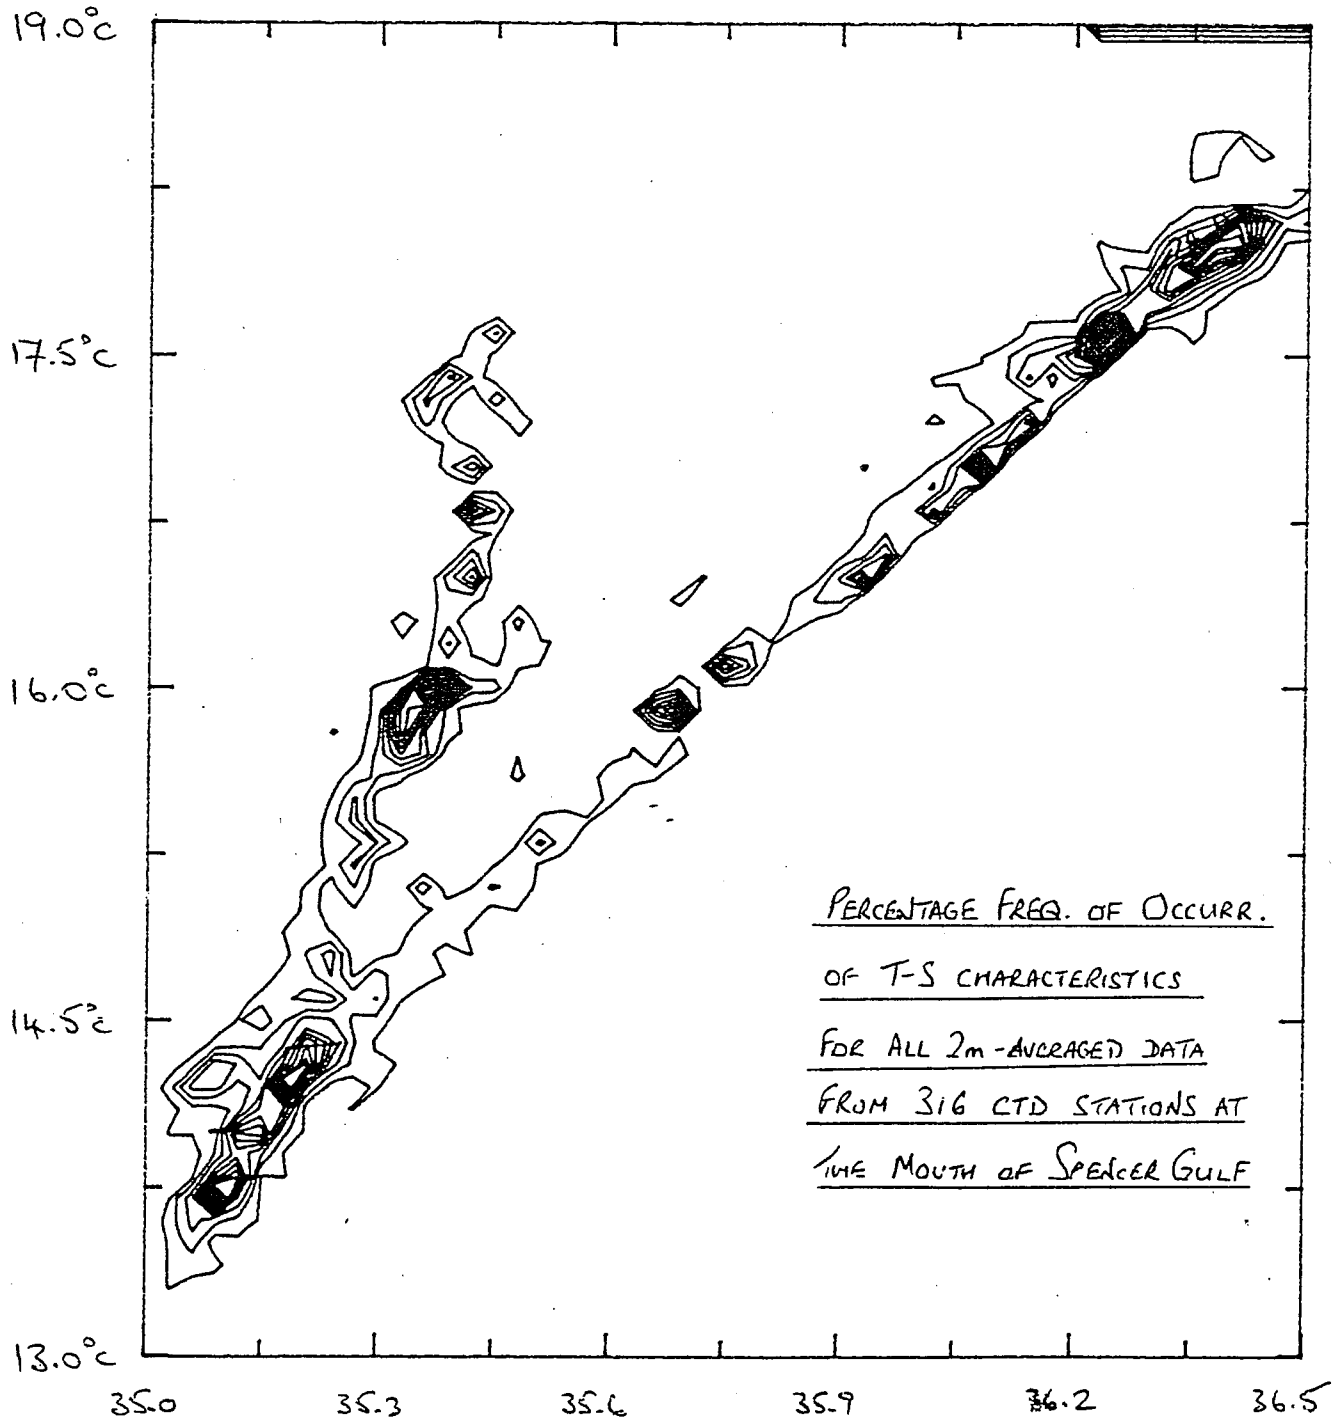 19.0°c
17.5°c
16.0°c
14.5°c
13.0°c
35.0 35.3 35.6 35.9 36.2 36.5
PERCENTAGE FREQ. OF OCCURR.
OF T-S CHARACTERISTICS
FOR ALL 2m-AVERAGED DATA
FROM 316 CTD STATIONS AT
THE MOUTH OF SPENCER GULF